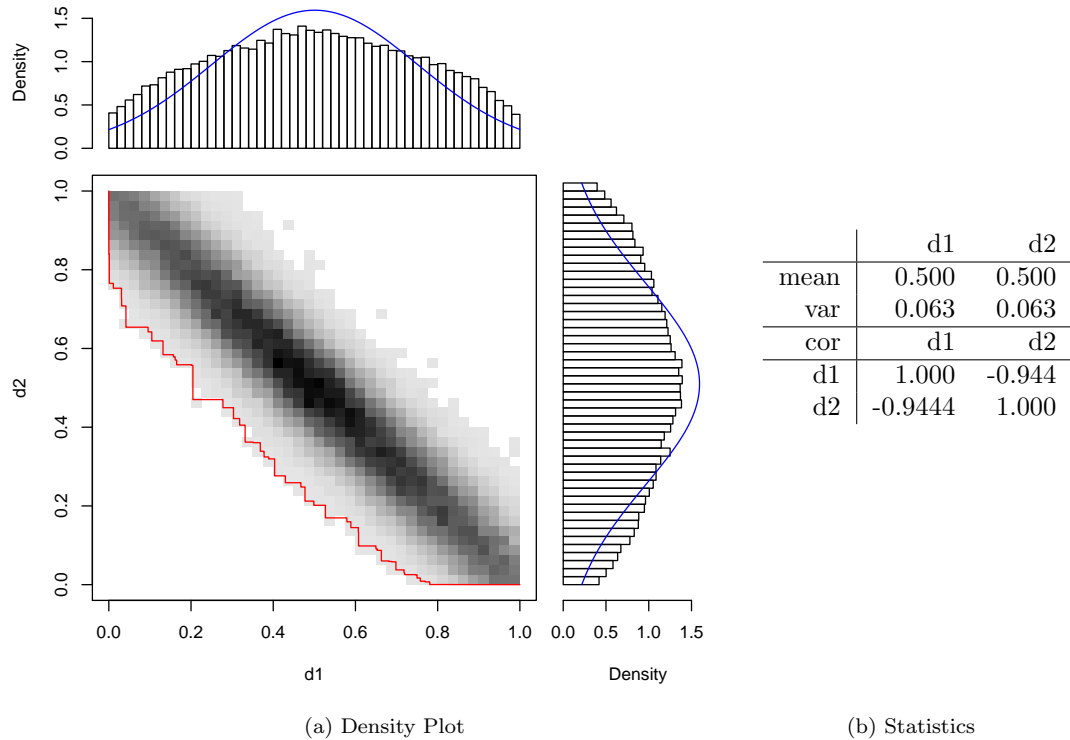 Density
0.0 0.5 1.0 1.5
d2
0.0 0.2 0.4 0.6 0.8 1.0
0.0 0.2 0.4 0.6 0.8 1.0
d1
0.0 0.5 1.0 1.5
Density
d1 d2
mean 0.500 0.500
var 0.063 0.063
cor d1 d2
d1 1.000 -0.944
d2 -0.9444 1.000
(a) Density Plot
(b) Statistics